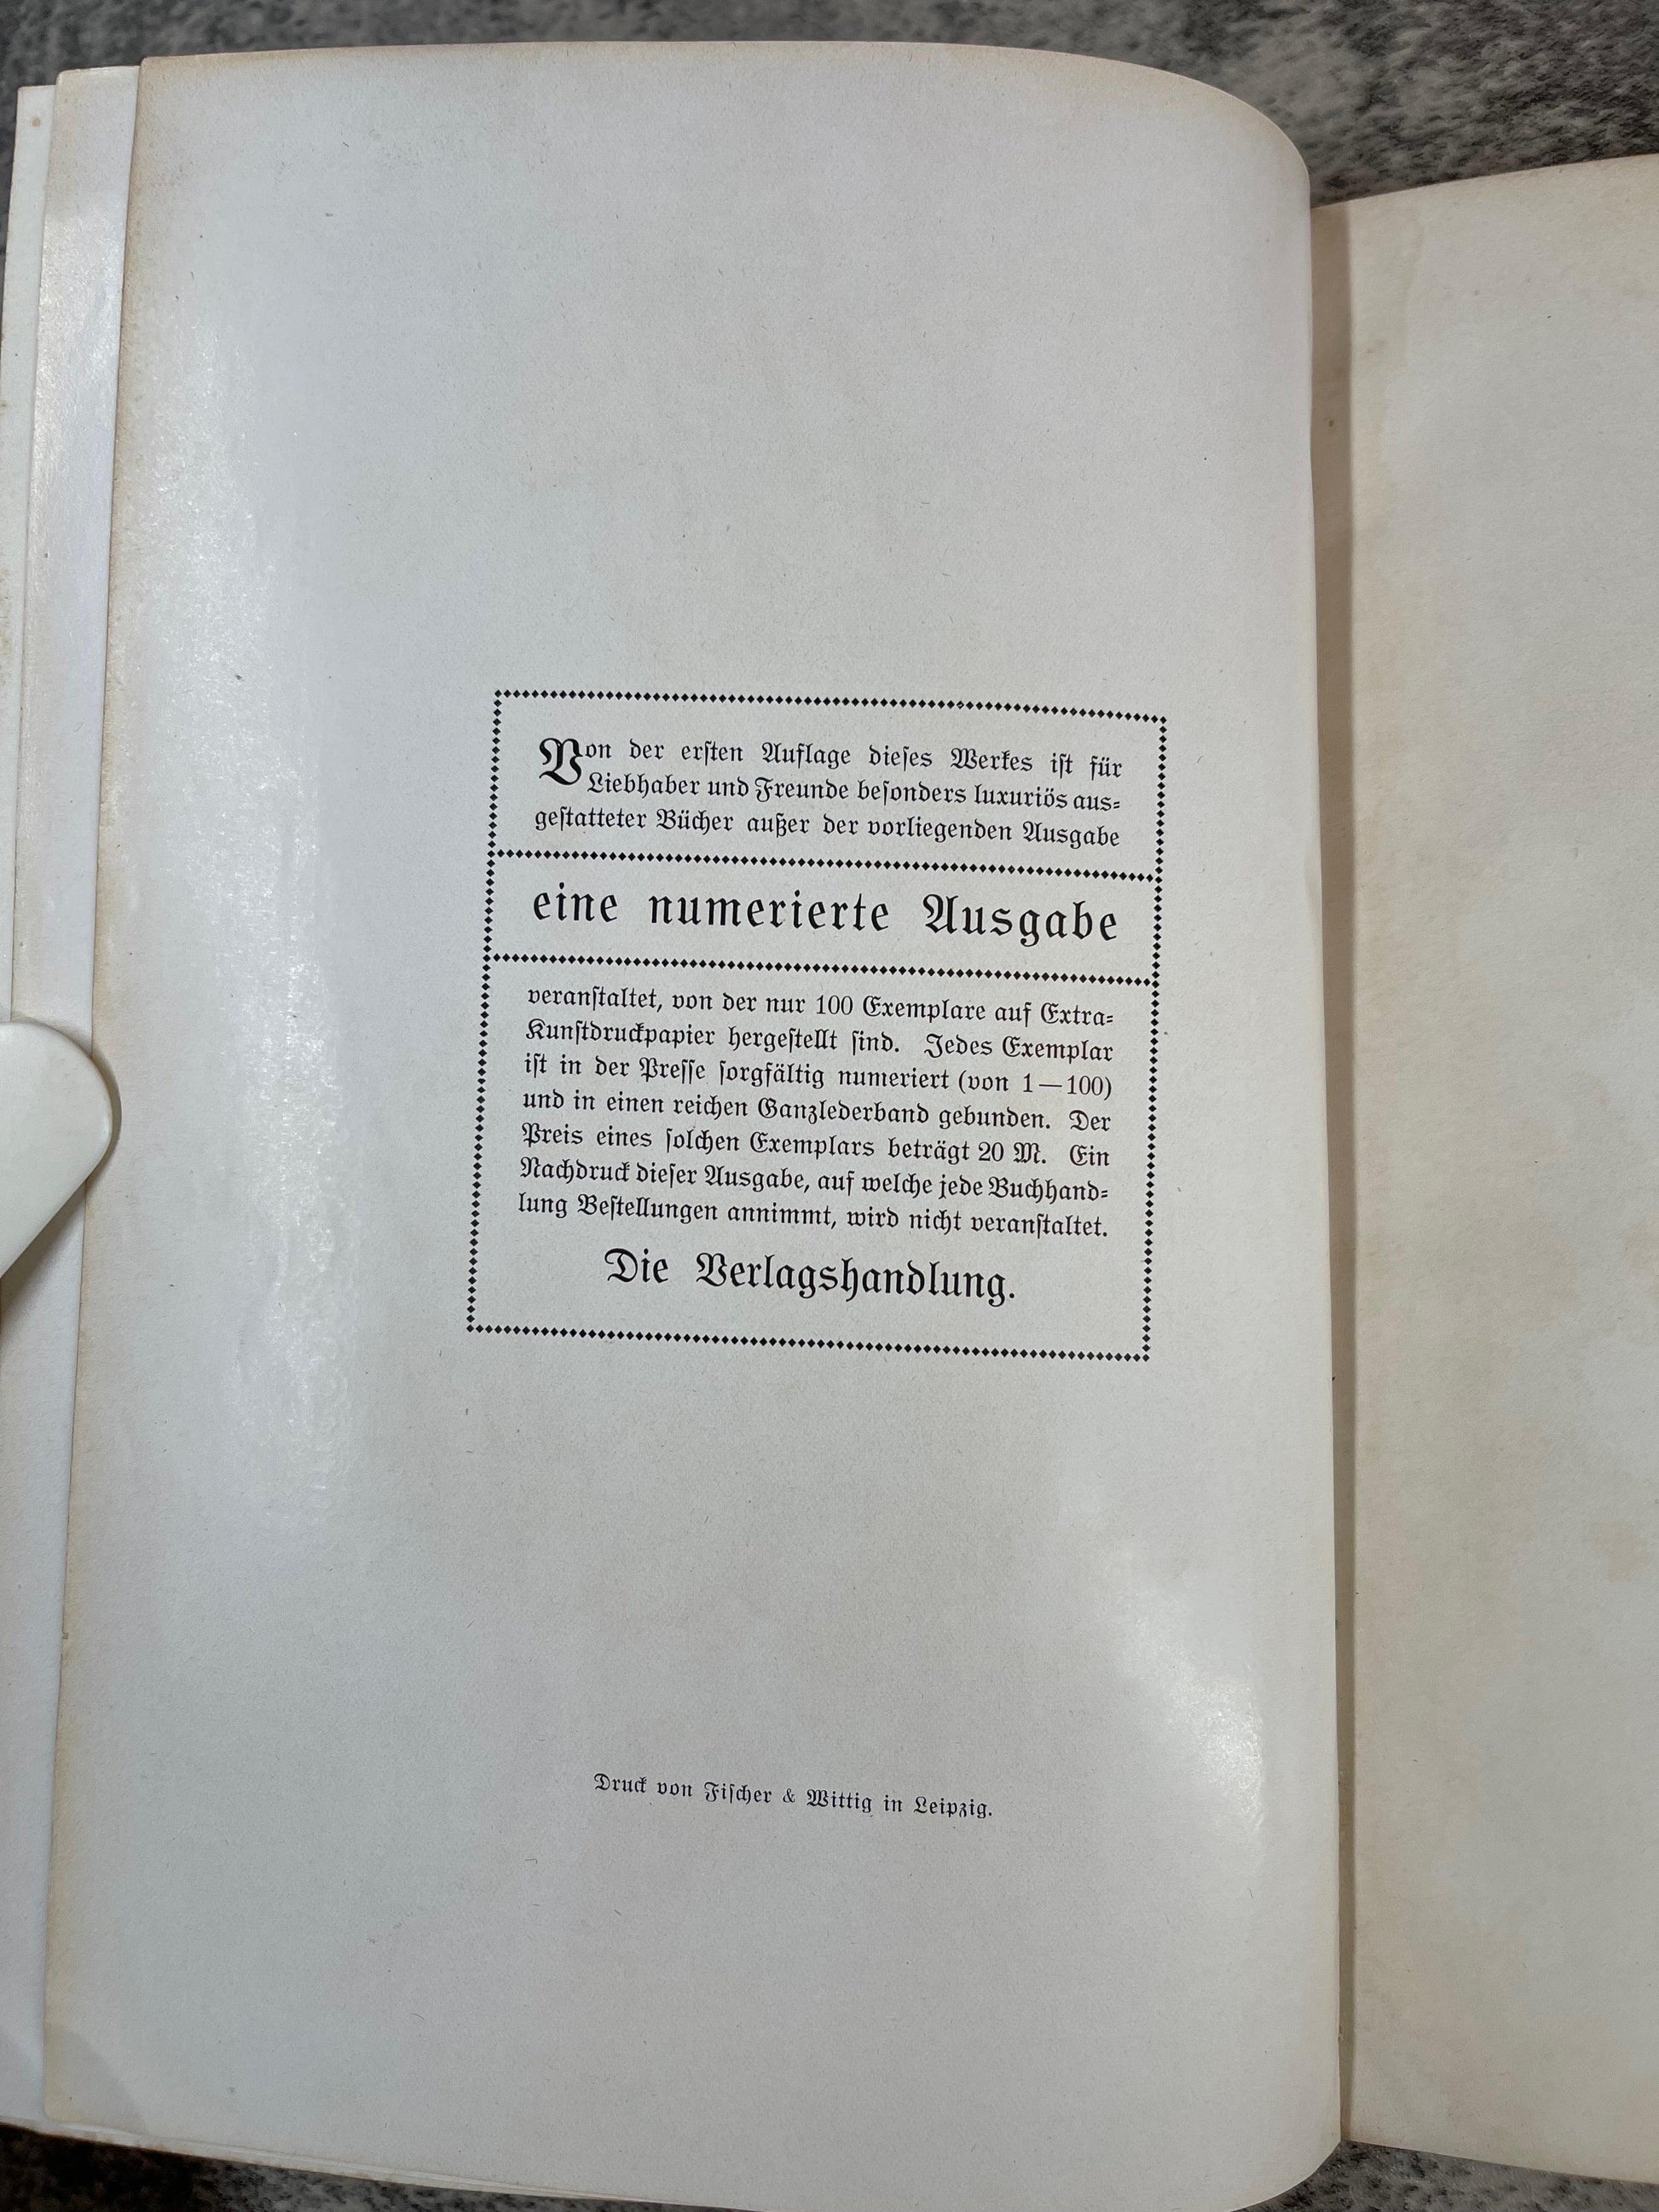 Von der erſten Auflage dieſes Werkes iſt für
Liebhaber und Freunde beſonders luxuriös aus-
geſtatteter Bücher außer der vorliegenden Ausgabe
eine numerierte Ausgabe
veranſtaltet, von der nur 100 Exemplare auf Extra-
Kunſtdruckpapier hergeſtellt ſind. Jedes Exemplar
iſt in der Preſſe ſorgfältig numeriert (von 1—100)
und in einen reichen Ganzlederband gebunden. Der
Preis eines ſolchen Exemplars beträgt 20 M. Ein
Nachdruck dieſer Ausgabe, auf welche jede Buchhand-
lung Beſtellungen annimmt, wird nicht veranſtaltet.
Die Verlagshandlung.
Druck von Fiſcher & Wittig in Leipzig.